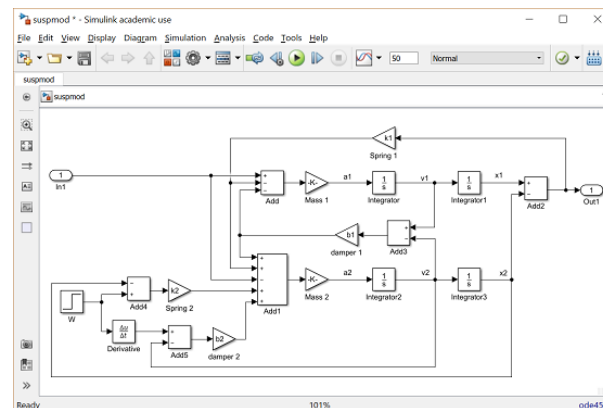 suspmod * - Simulink academic use
File Edit View Display Diagram Simulation Analysis Code Tools Help
50 Normal
suspmod
suspmod
k1
Spring 1
1
In1
Add
-K-
Mass 1
a1
1/s
Integrator
v1
1/s
Integrator1
x1
Add2
1
Out1
b1
damper 1
Add3
Add1
-K-
Mass 2
a2
1/s
Integrator2
v2
1/s
Integrator3
x2
W
Add4
k2
Spring 2
Δu/Δt
Derivative
Add5
b2
damper 2
Ready 101% ode45